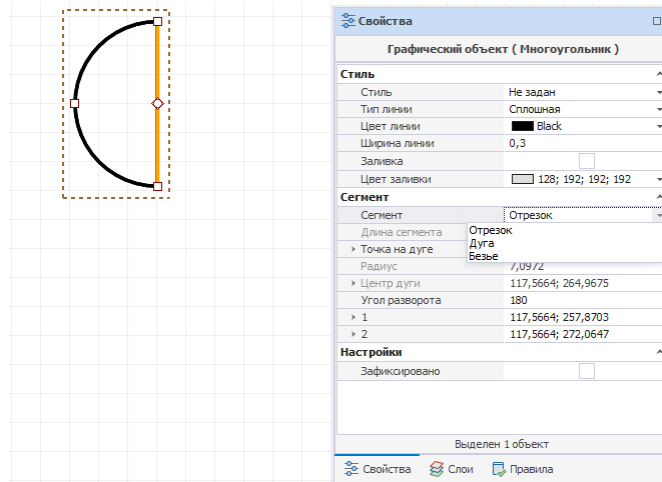 Свойства
Графический объект ( Многоугольник )
Стиль
Стиль Не задан
Тип линии Сплошная
Цвет линии Black
Ширина линии 0,3
Заливка
Цвет заливки 128; 192; 192; 192
Сегмент
Сегмент Отрезок
Длина сегмента Отрезок
Точка на дуге Дуга
Безье
Радиус 7,0972
Центр дуги 117,5664; 264,9675
Угол разворота 180
1 117,5664; 257,8703
2 117,5664; 272,0647
Настройки
Зафиксировано
Выделен 1 объект
Свойства Слои Правила